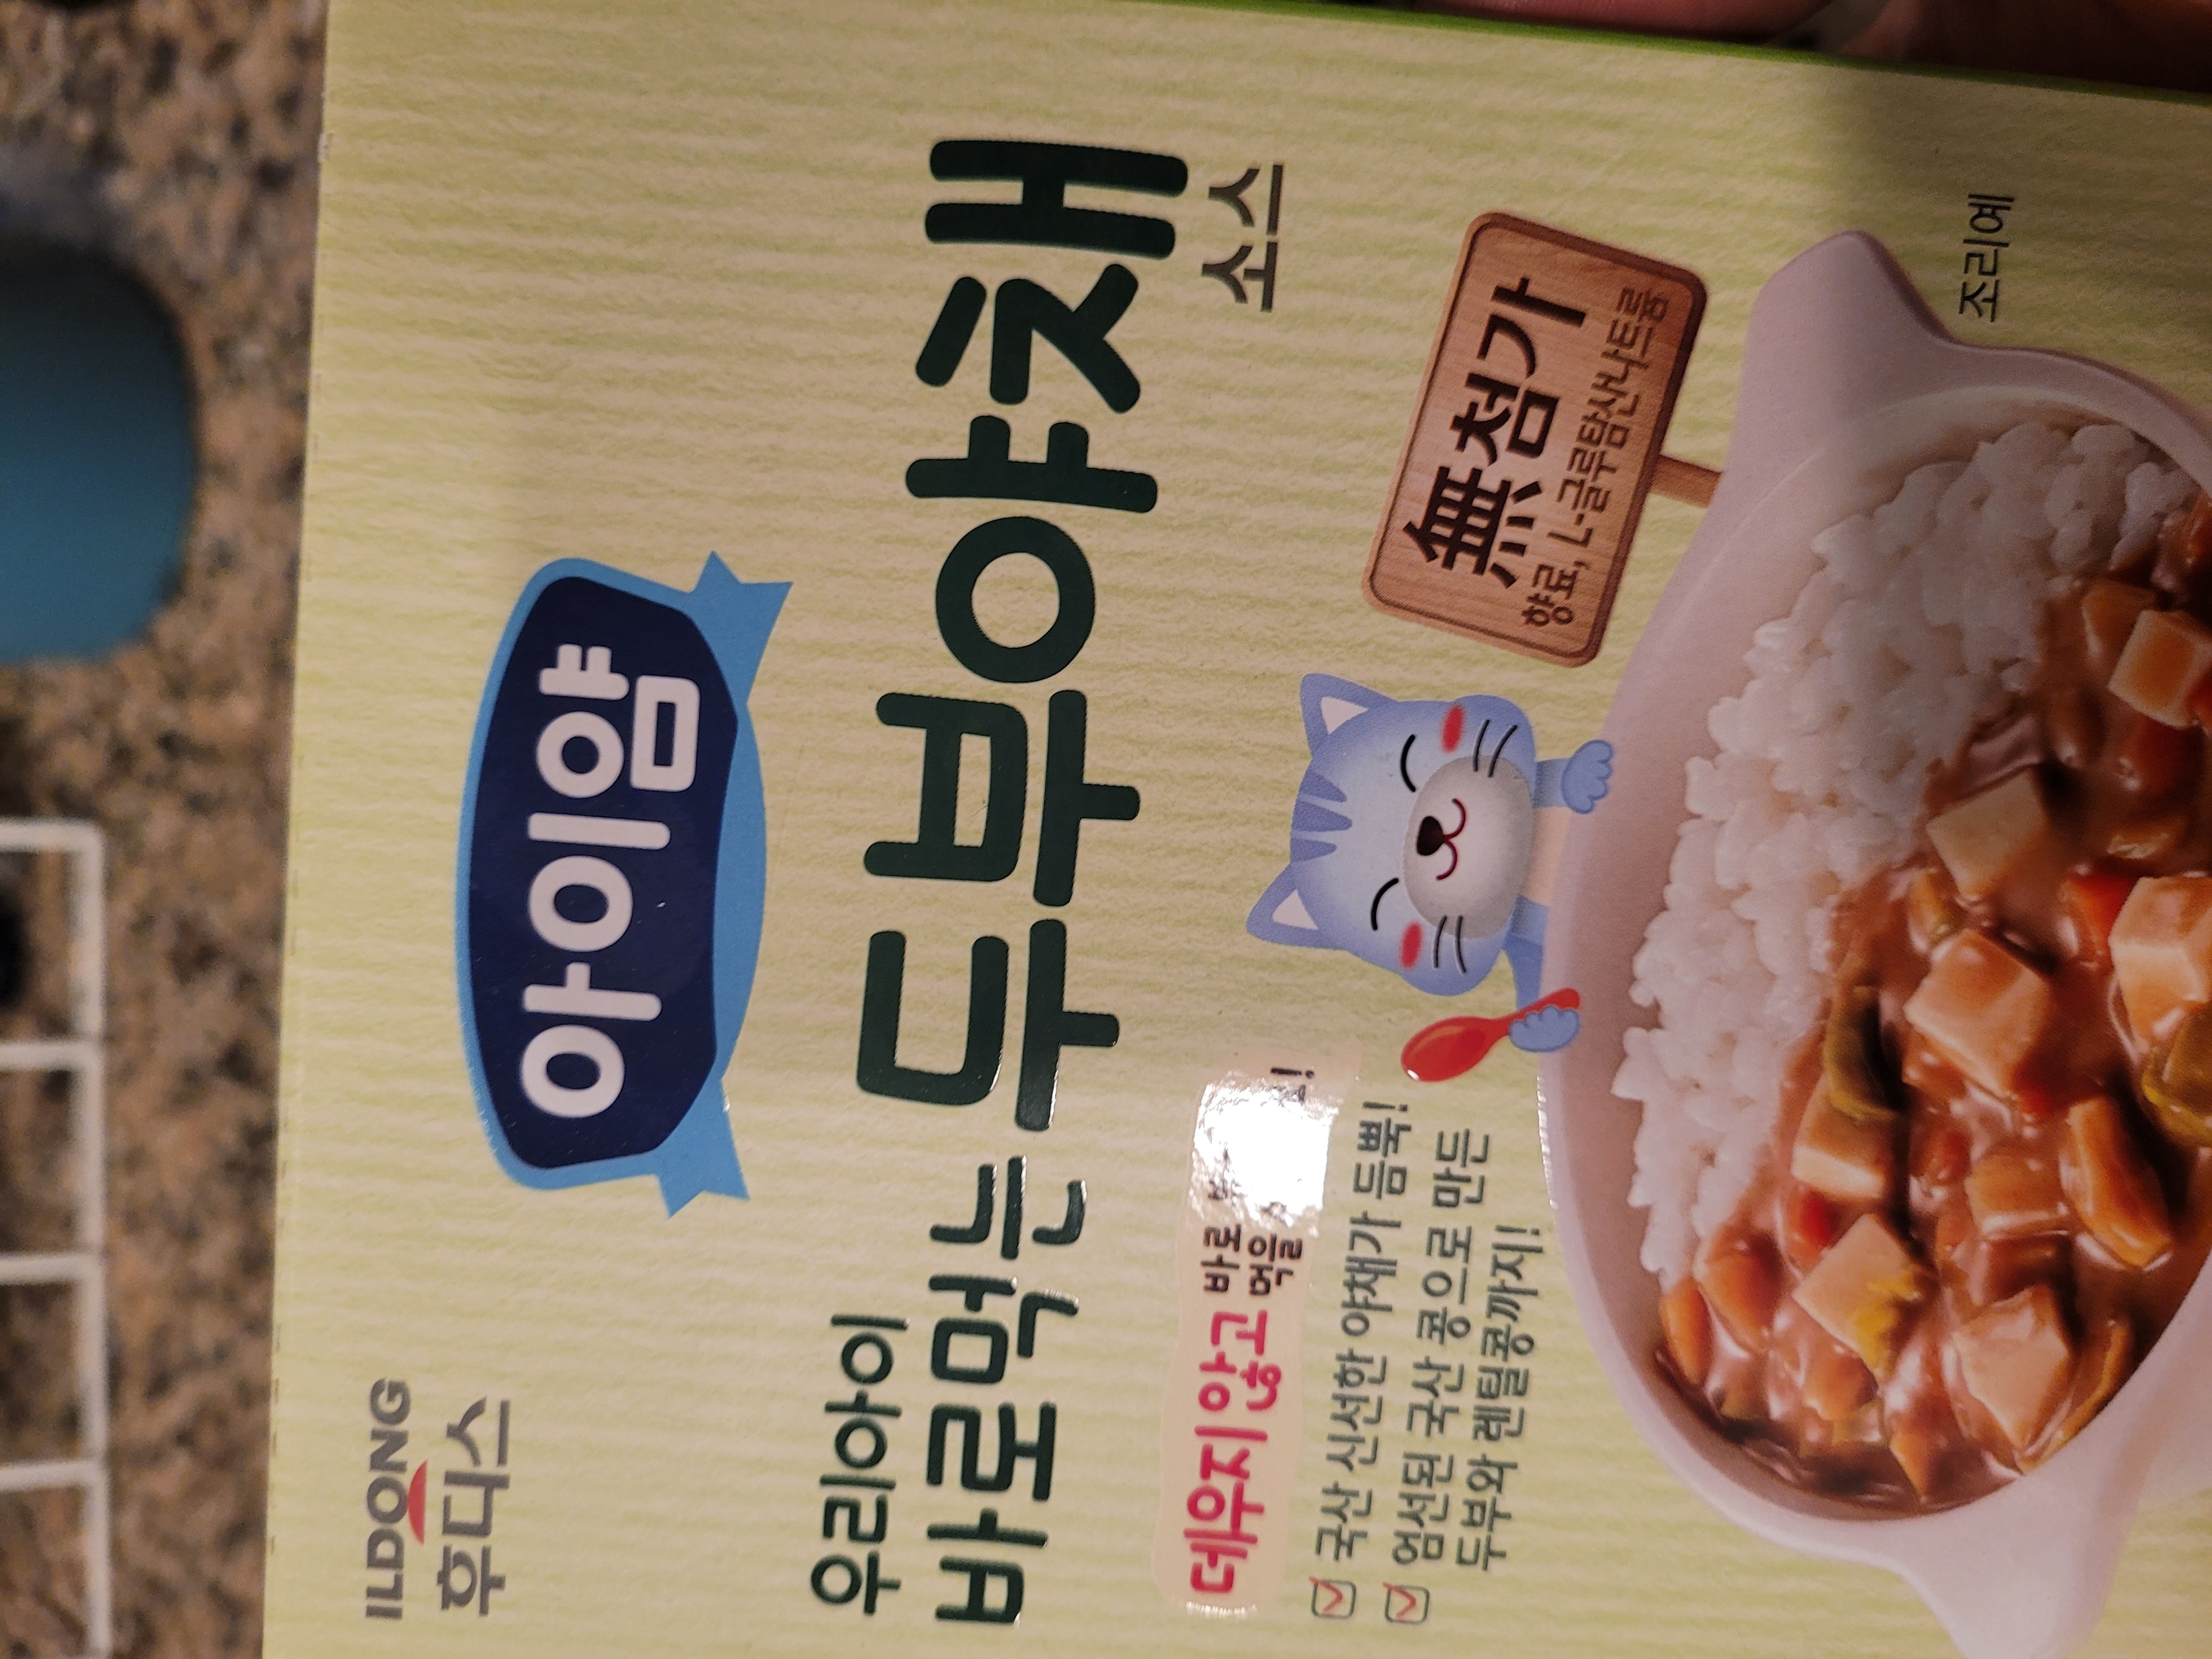 ILDONG
후디스
아이얌
우리아이
바로먹는 두부야채
소스
데우지 않고 바로
먹을
국산 신선한 야채가 듬뿍!
엄선된 국산 콩으로 만든
두부와 렌틸콩까지!
無첨가
향료, L-글루탐산나트륨
조리예